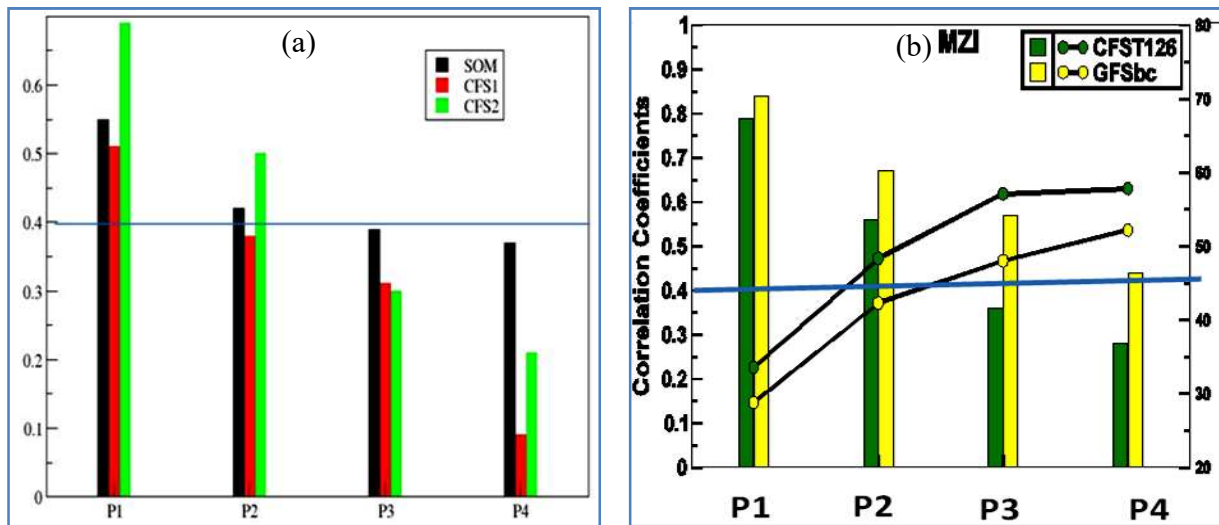 (a)
SOM
CFS1
CFS2
0.6
0.5
0.4
0.3
0.2
0.1
0
P1 P2 P3 P4
(b) MZI
CFST126
GFSbc
Correlation Coefficients
1
0.9
0.8
0.7
0.6
0.5
0.4
0.3
0.2
0.1
0
80
70
60
50
40
30
20
P1 P2 P3 P4